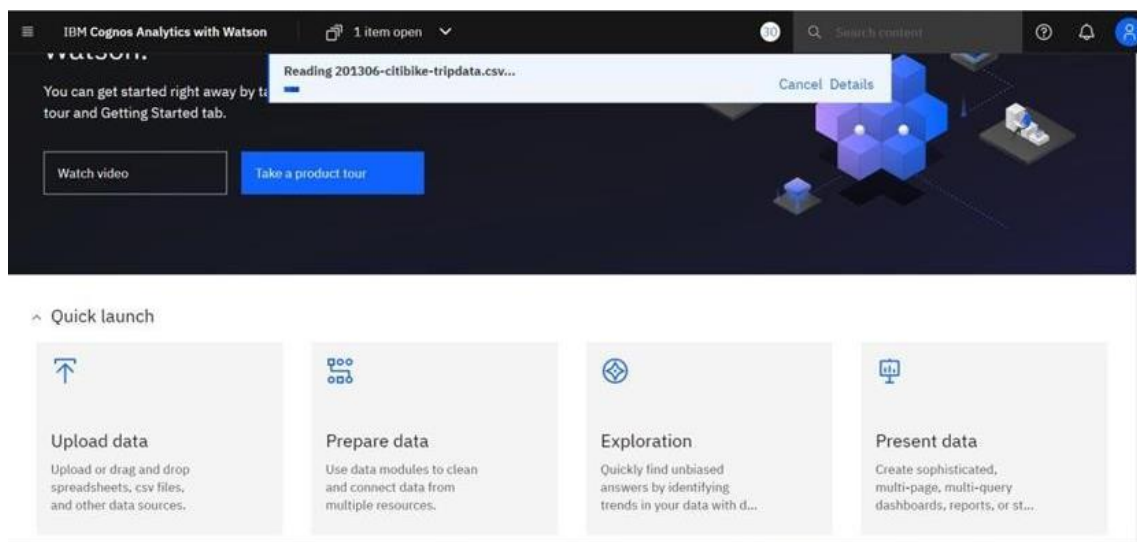 IBM Cognos Analytics with Watson
1 item open
30
Search content
Watson.
Reading 201306-citibike-tripdata.csv...
Cancel Details
You can get started right away by ta
tour and Getting Started tab.
Watch video
Take a product tour
Quick launch
Upload data
Upload or drag and drop
spreadsheets, csv files,
and other data sources.
Prepare data
Use data modules to clean
and connect data from
multiple resources.
Exploration
Quickly find unbiased
answers by identifying
trends in your data with d...
Present data
Create sophisticated,
multi-page, multi-query
dashboards, reports, or st...